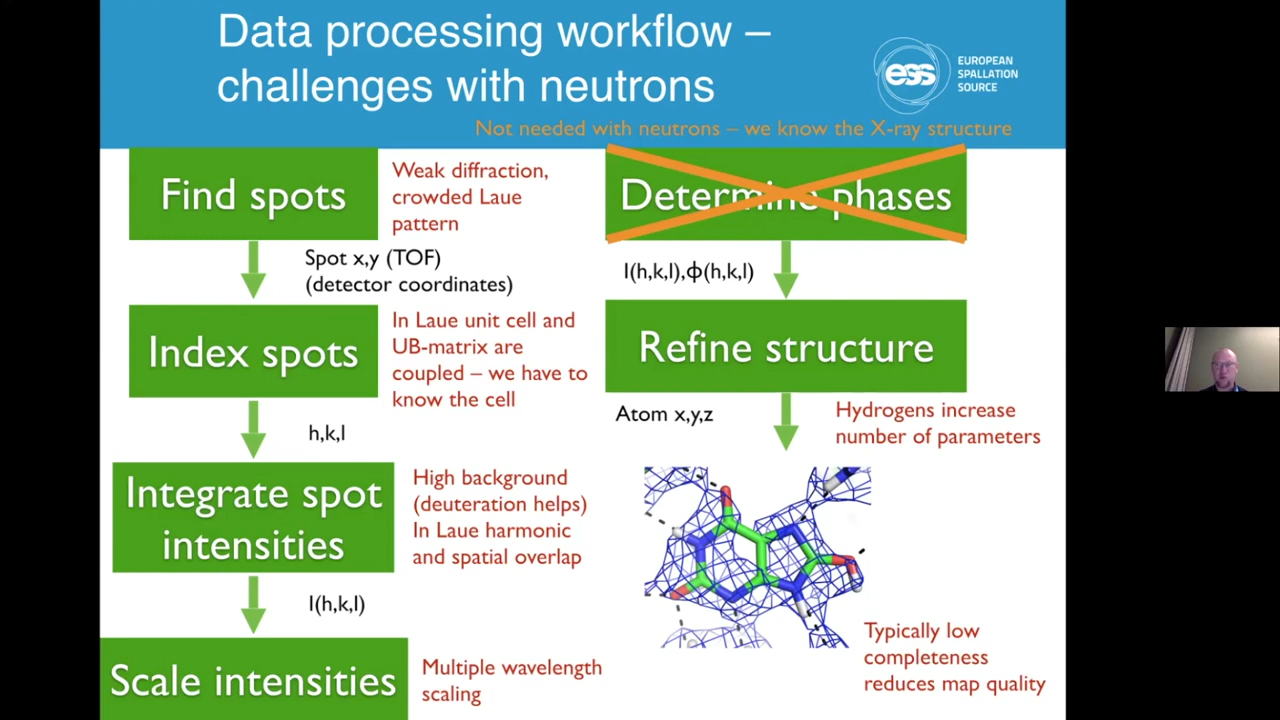 Data processing workflow –
challenges with neutrons
ess
EUROPEAN
SPALLATION
SOURCE
Not needed with neutrons – we know the X-ray structure
Find spots
Weak diffraction,
crowded Laue
pattern
Spot x,y (TOF)
(detector coordinates)
Index spots
In Laue unit cell and
UB-matrix are
coupled – we have to
know the cell
h,k,l
Integrate spot
intensities
High background
(deuteration helps)
In Laue harmonic
and spatial overlap
I(h,k,l)
Scale intensities
Multiple wavelength
scaling
Determine phases
I(h,k,l),ϕ(h,k,l)
Refine structure
Atom x,y,z
Hydrogens increase
number of parameters
Typically low
completeness
reduces map quality